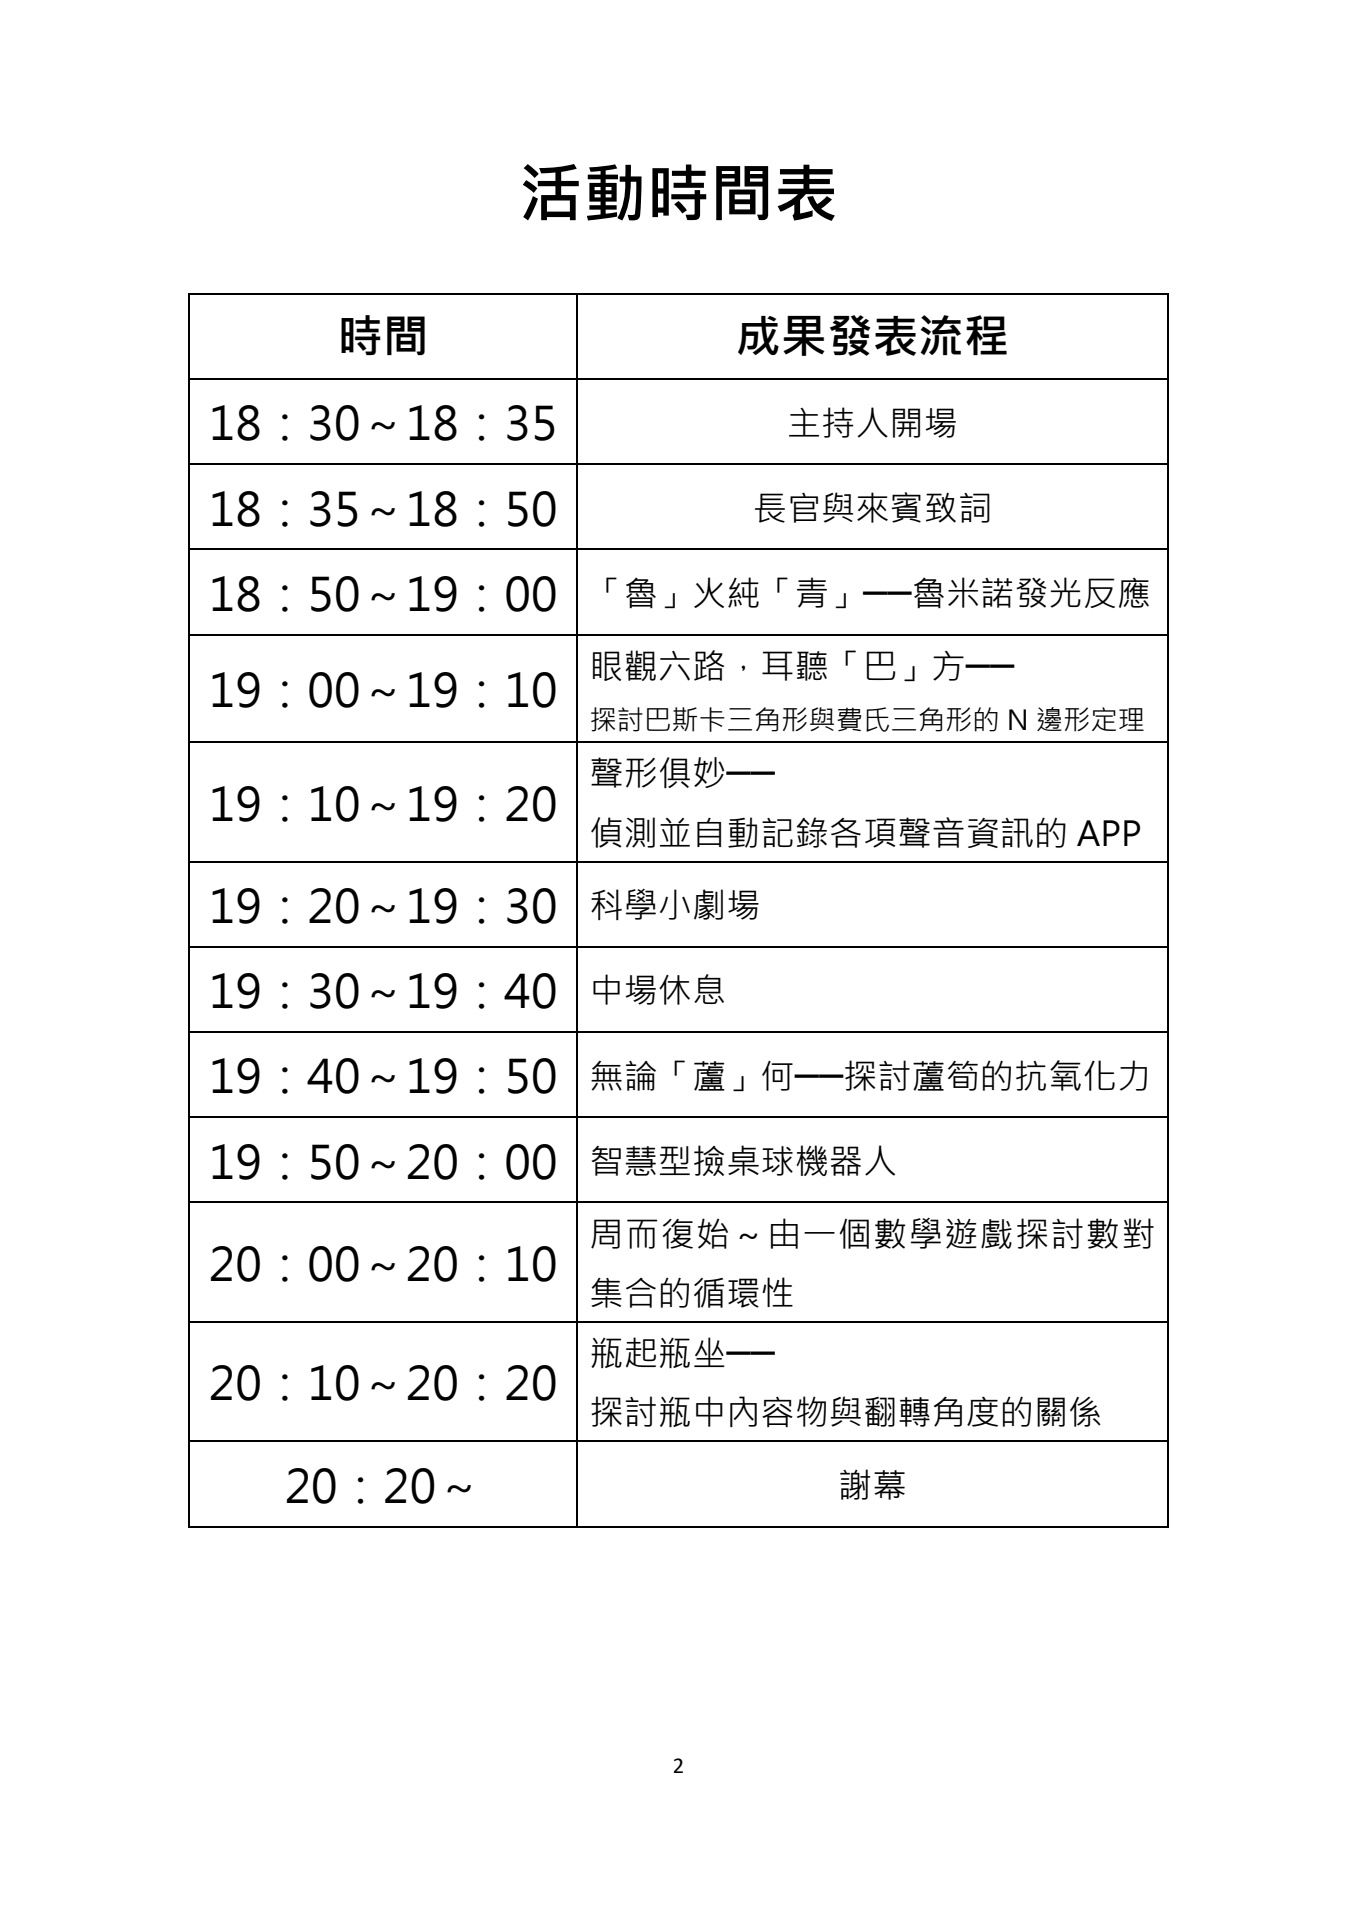 活動時間表
時間 成果發表流程
18：30～18：35 主持人開場
18：35～18：50 長官與來賓致詞
18：50～19：00 「魯」火純「青」──魯米諾發光反應
19：00～19：10 眼觀六路，耳聽「巴」方──
探討巴斯卡三角形與費氏三角形的 N 邊形定理
19：10～19：20 聲形俱妙──
偵測並自動記錄各項聲音資訊的 APP
19：20～19：30 科學小劇場
19：30～19：40 中場休息
19：40～19：50 無論「蘆」何──探討蘆筍的抗氧化力
19：50～20：00 智慧型撿桌球機器人
20：00～20：10 周而復始～由一個數學遊戲探討數對
集合的循環性
20：10～20：20 瓶起瓶坐──
探討瓶中內容物與翻轉角度的關係
20：20～ 謝幕
2